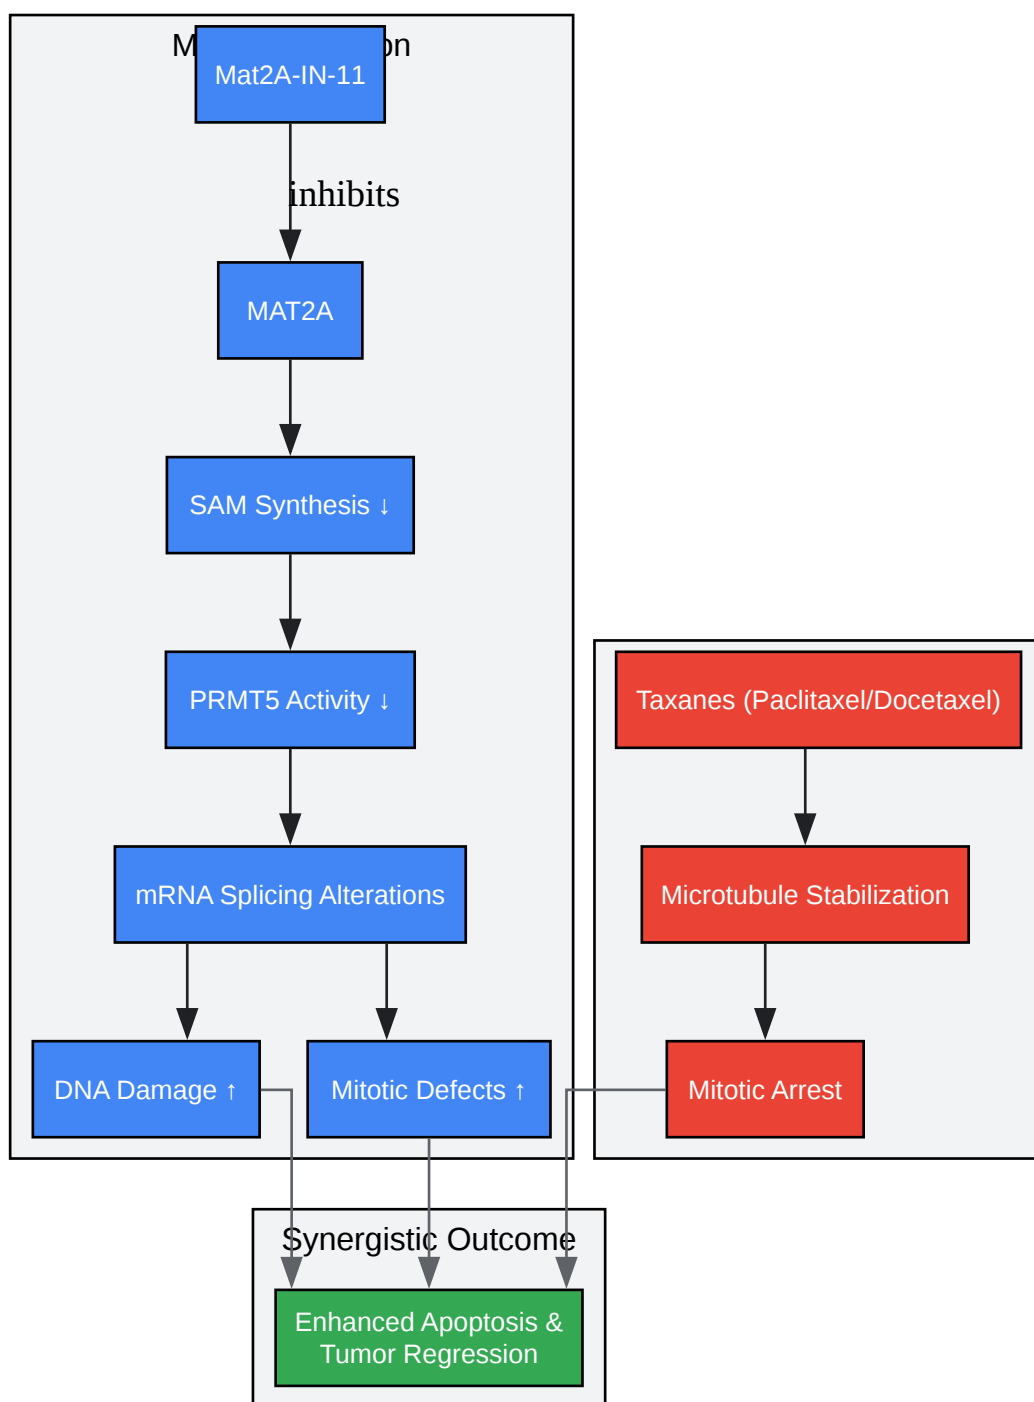 Mat2A-IN-11
inhibits
MAT2A
SAM Synthesis ↓
PRMT5 Activity ↓
mRNA Splicing Alterations
DNA Damage ↑
Mitotic Defects ↑
Taxanes (Paclitaxel/Docetaxel)
Microtubule Stabilization
Mitotic Arrest
Synergistic Outcome
Enhanced Apoptosis &
Tumor Regression